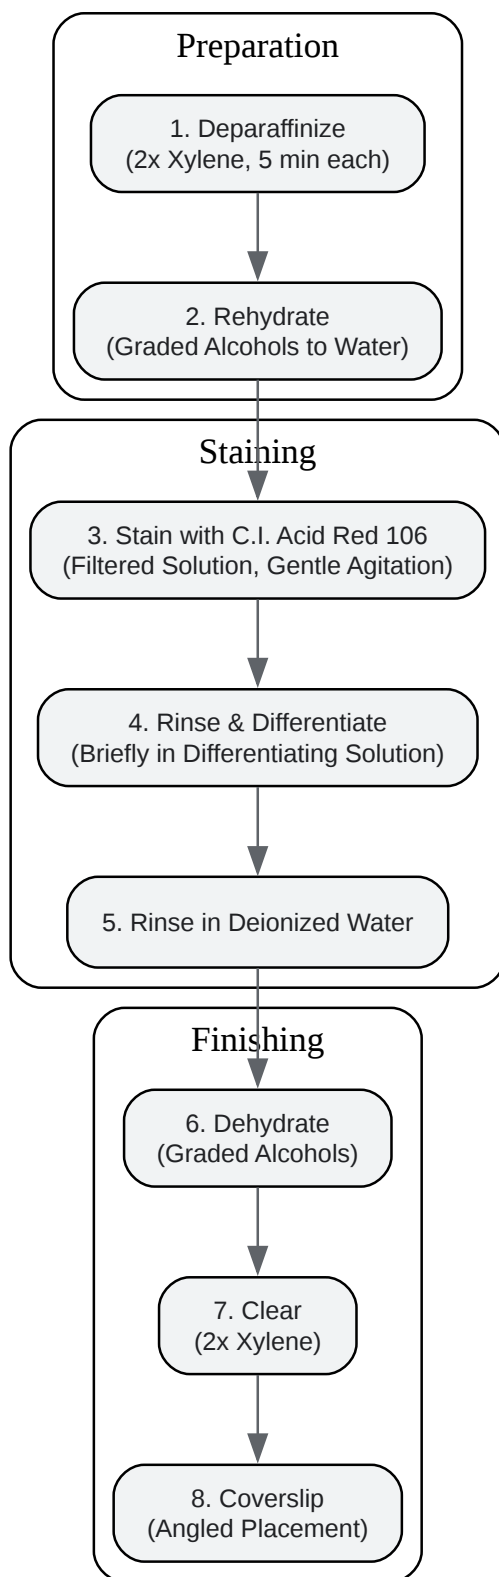 Preparation
1. Deparaffinize
(2x Xylene, 5 min each)
2. Rehydrate
(Graded Alcohols to Water)
Staining
3. Stain with C.I. Acid Red 106
(Filtered Solution, Gentle Agitation)
4. Rinse & Differentiate
(Briefly in Differentiating Solution)
5. Rinse in Deionized Water
Finishing
6. Dehydrate
(Graded Alcohols)
7. Clear
(2x Xylene)
8. Coverslip
(Angled Placement)